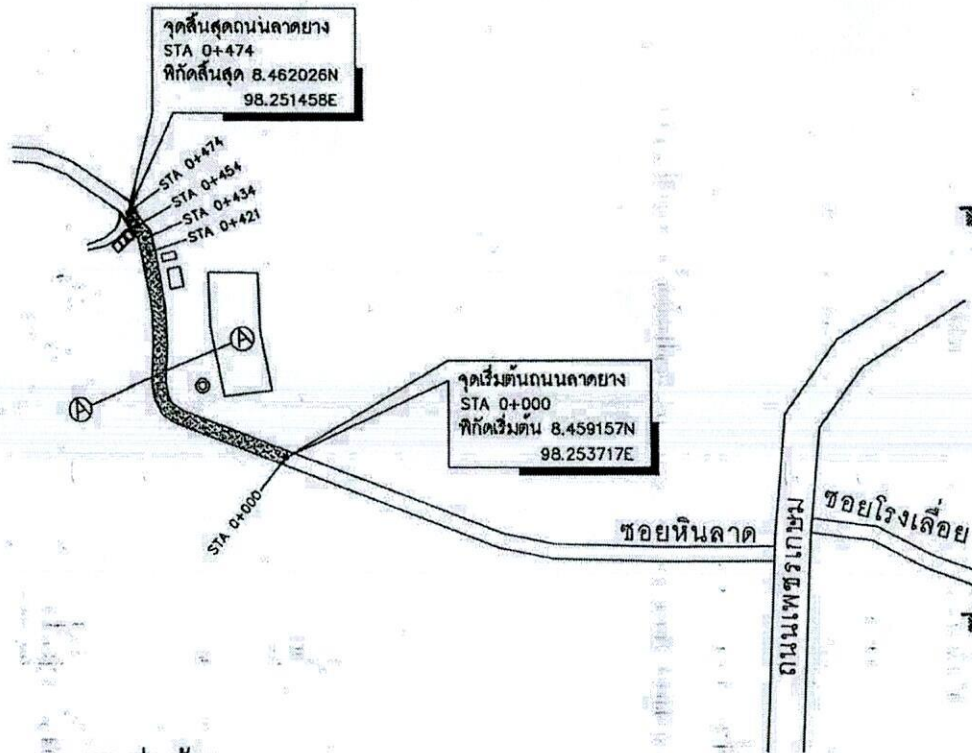 จุดสิ้นสุดถนนลาดยาง
STA 0+474
พิกัดสิ้นสุด 8.462026N
98.251458E
STA 0+474
STA 0+454
STA 0+434
STA 0+421
A
A
จุดเริ่มต้นถนนลาดยาง
STA 0+000
พิกัดเริ่มต้น 8.459157N
98.253717E
STA 0+000
ซอยหินลาด
ถนนเพชรเกษม
ซอยโรงเลื่อย